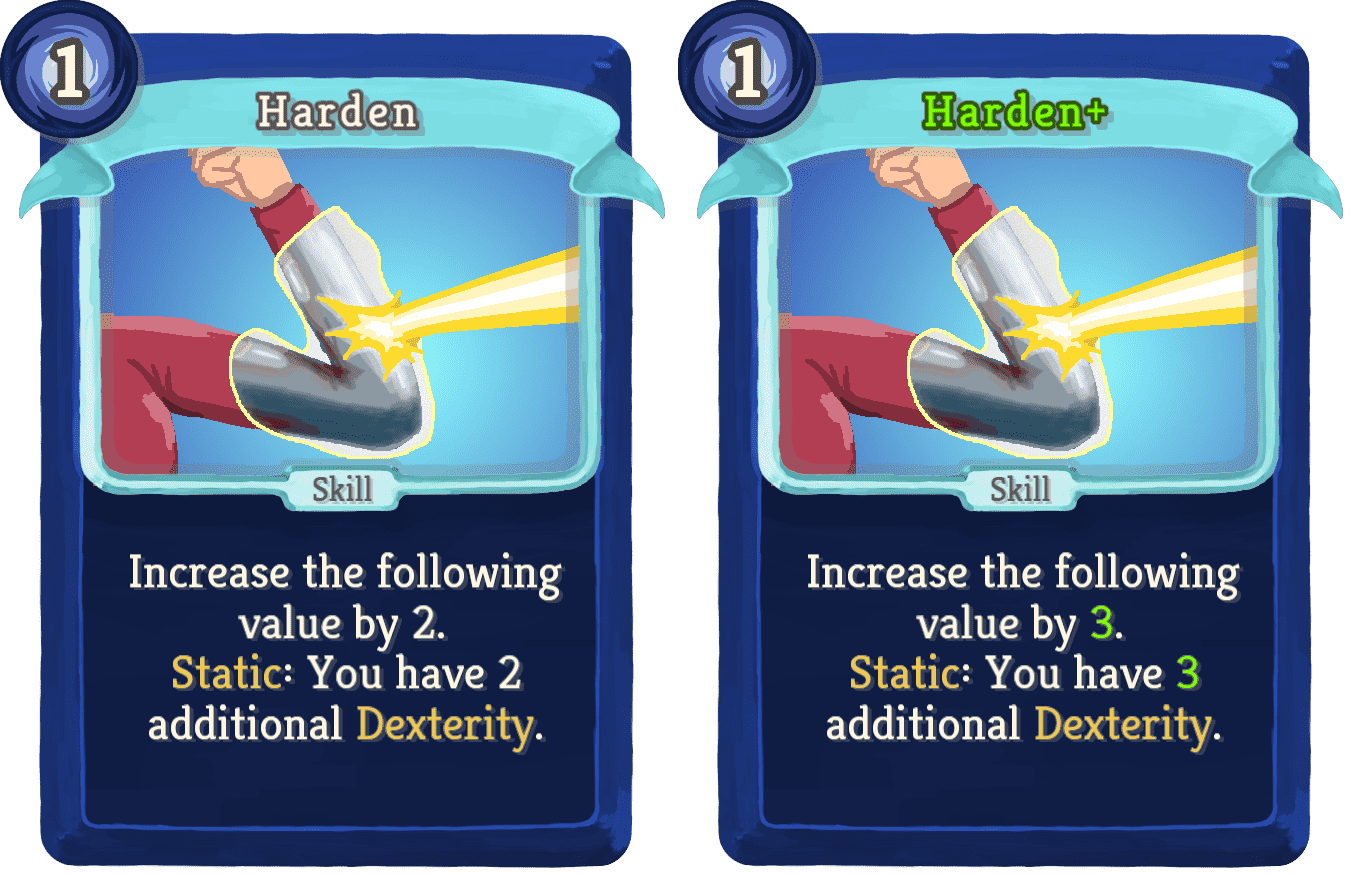 1
Harden
Skill
Increase the following
value by 2.
Static: You have 2
additional Dexterity.
1
Harden+
Skill
Increase the following
value by 3.
Static: You have 3
additional Dexterity.